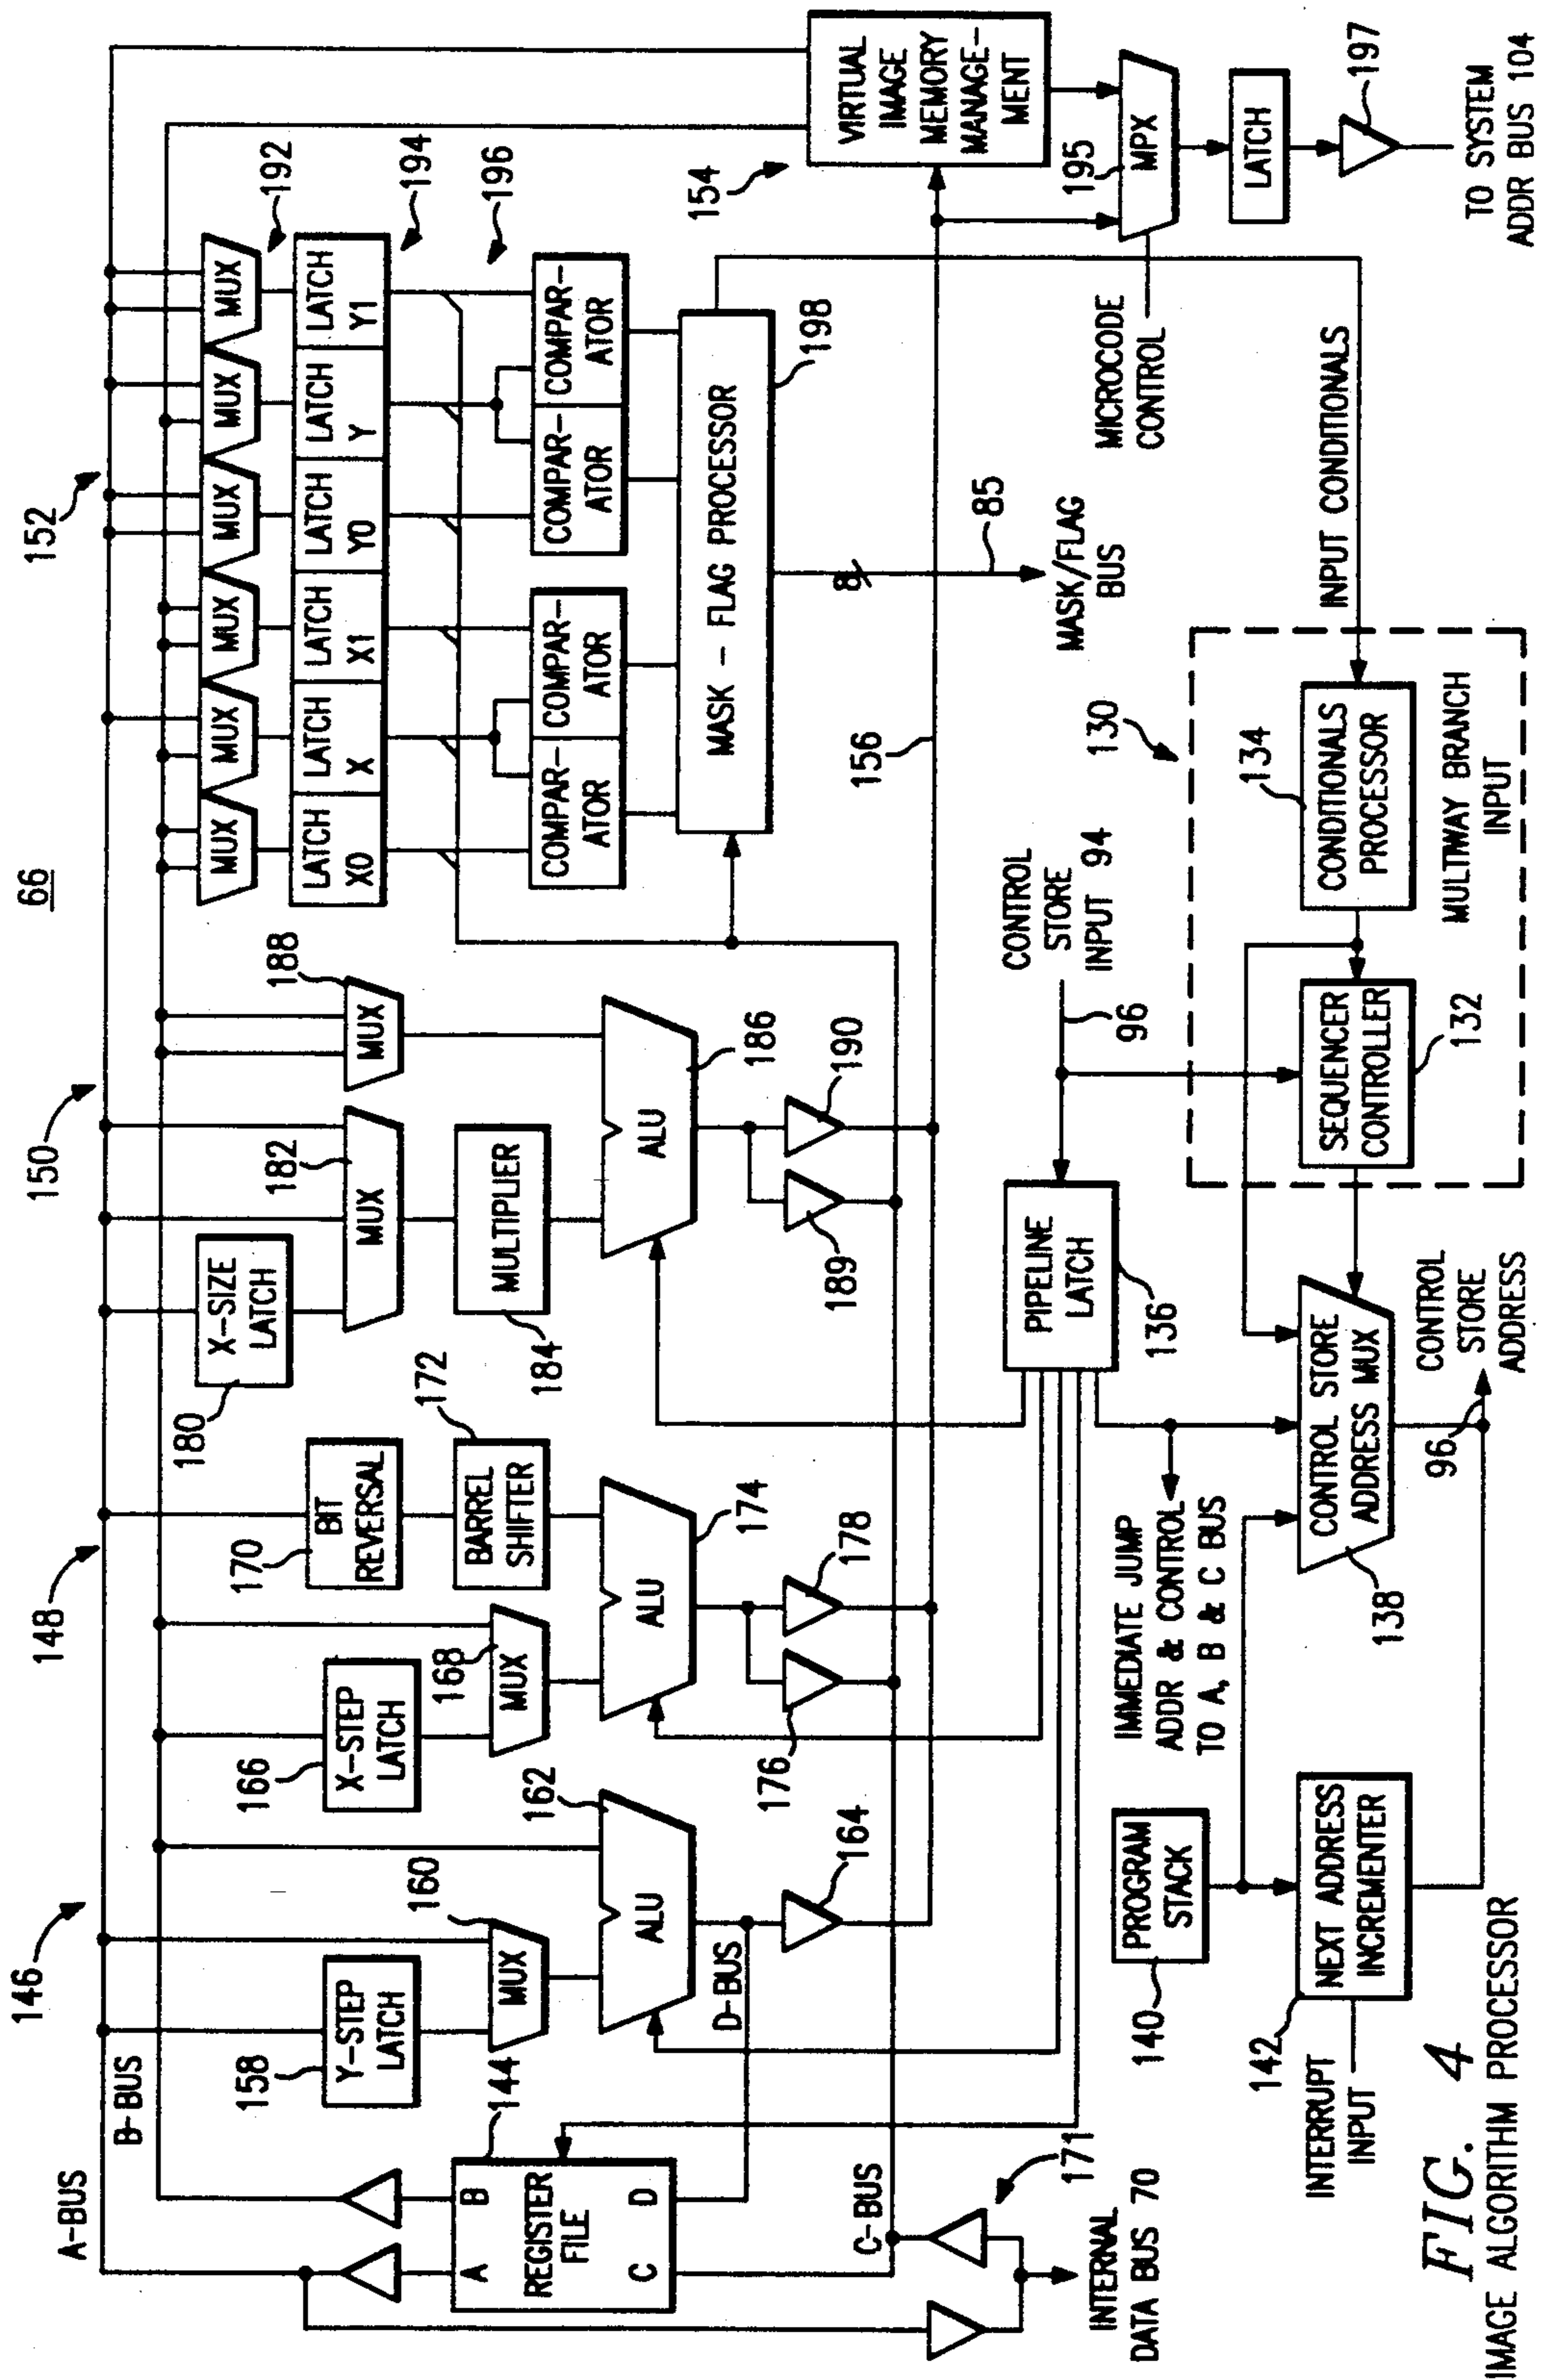 66
146
148
150
152
A-BUS
B-BUS
Y-STEP
LATCH
158
MUX
160
ALU
162
164
D-BUS
144
REGISTER
FILE
A
B
C
D
C-BUS
171
INTERNAL
DATA BUS 70
X-STEP
LATCH
166
MUX
168
BIT
REVERSAL
170
BARREL
SHIFTER
172
ALU
174
176
178
X-SIZE
LATCH
180
MUX
182
MULTIPLIER
184
MUX
188
ALU
186
189
190
MUX
MUX
MUX
MUX
MUX
MUX
192
LATCH
X0
LATCH
X
LATCH
X1
LATCH
Y0
LATCH
Y
LATCH
Y1
194
COMPAR-
ATOR
COMPAR-
ATOR
COMPAR-
ATOR
COMPAR-
ATOR
196
MASK - FLAG PROCESSOR
198
8
85
MASK/FLAG
BUS
156
154
VIRTUAL
IMAGE
MEMORY
MANAGE-
MENT
195
MPX
MICROCODE
CONTROL
LATCH
197
TO SYSTEM
ADDR BUS 104
INPUT CONDITIONALS
130
134
CONDITIONALS
PROCESSOR
MULTIWAY BRANCH
INPUT
SEQUENCER
CONTROLLER
132
CONTROL
STORE
INPUT 94
96
PIPELINE
LATCH
136
IMMEDIATE JUMP
ADDR & CONTROL
TO A, B & C BUS
CONTROL STORE
ADDRESS MUX
138
96
CONTROL
STORE
ADDRESS
PROGRAM
STACK
140
NEXT ADDRESS
INCREMENTER
142
INTERRUPT
INPUT
FIG. 4
IMAGE ALGORITHM PROCESSOR